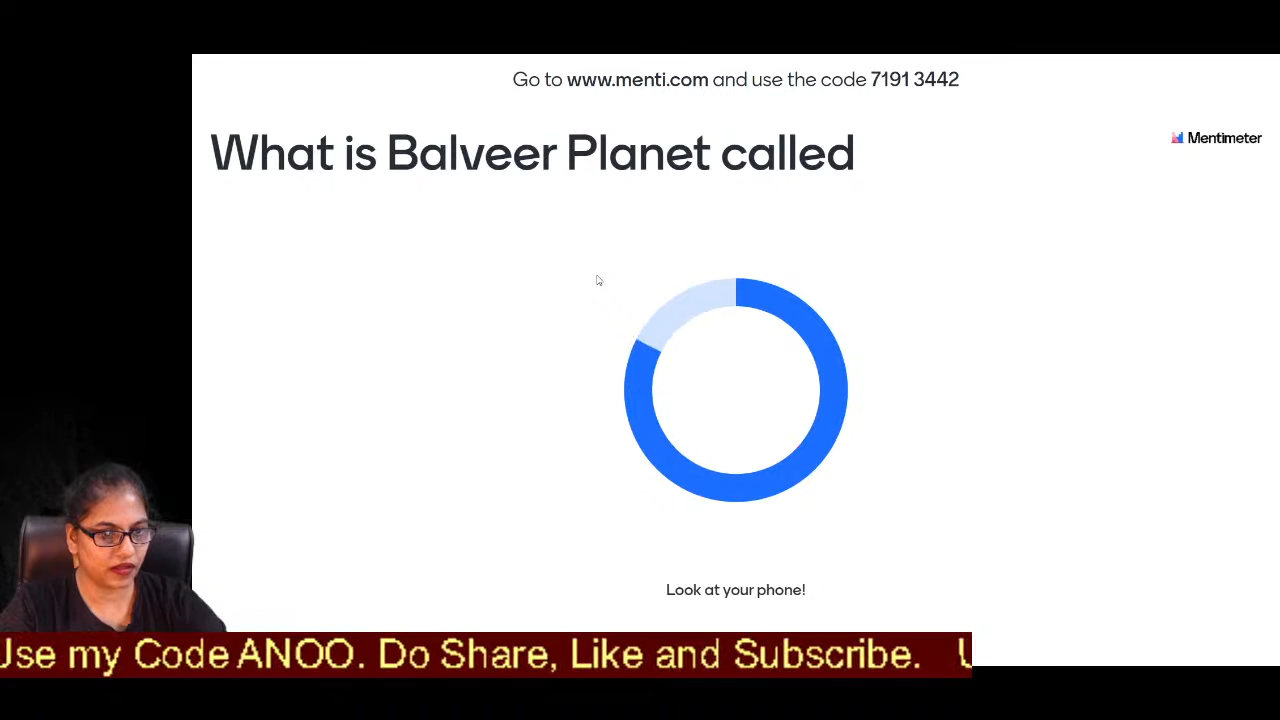 Go to www.menti.com and use the code 7191 3442
Mentimeter
What is Balveer Planet called
Look at your phone!
Use my Code ANOO. Do Share, Like and Subscribe. U